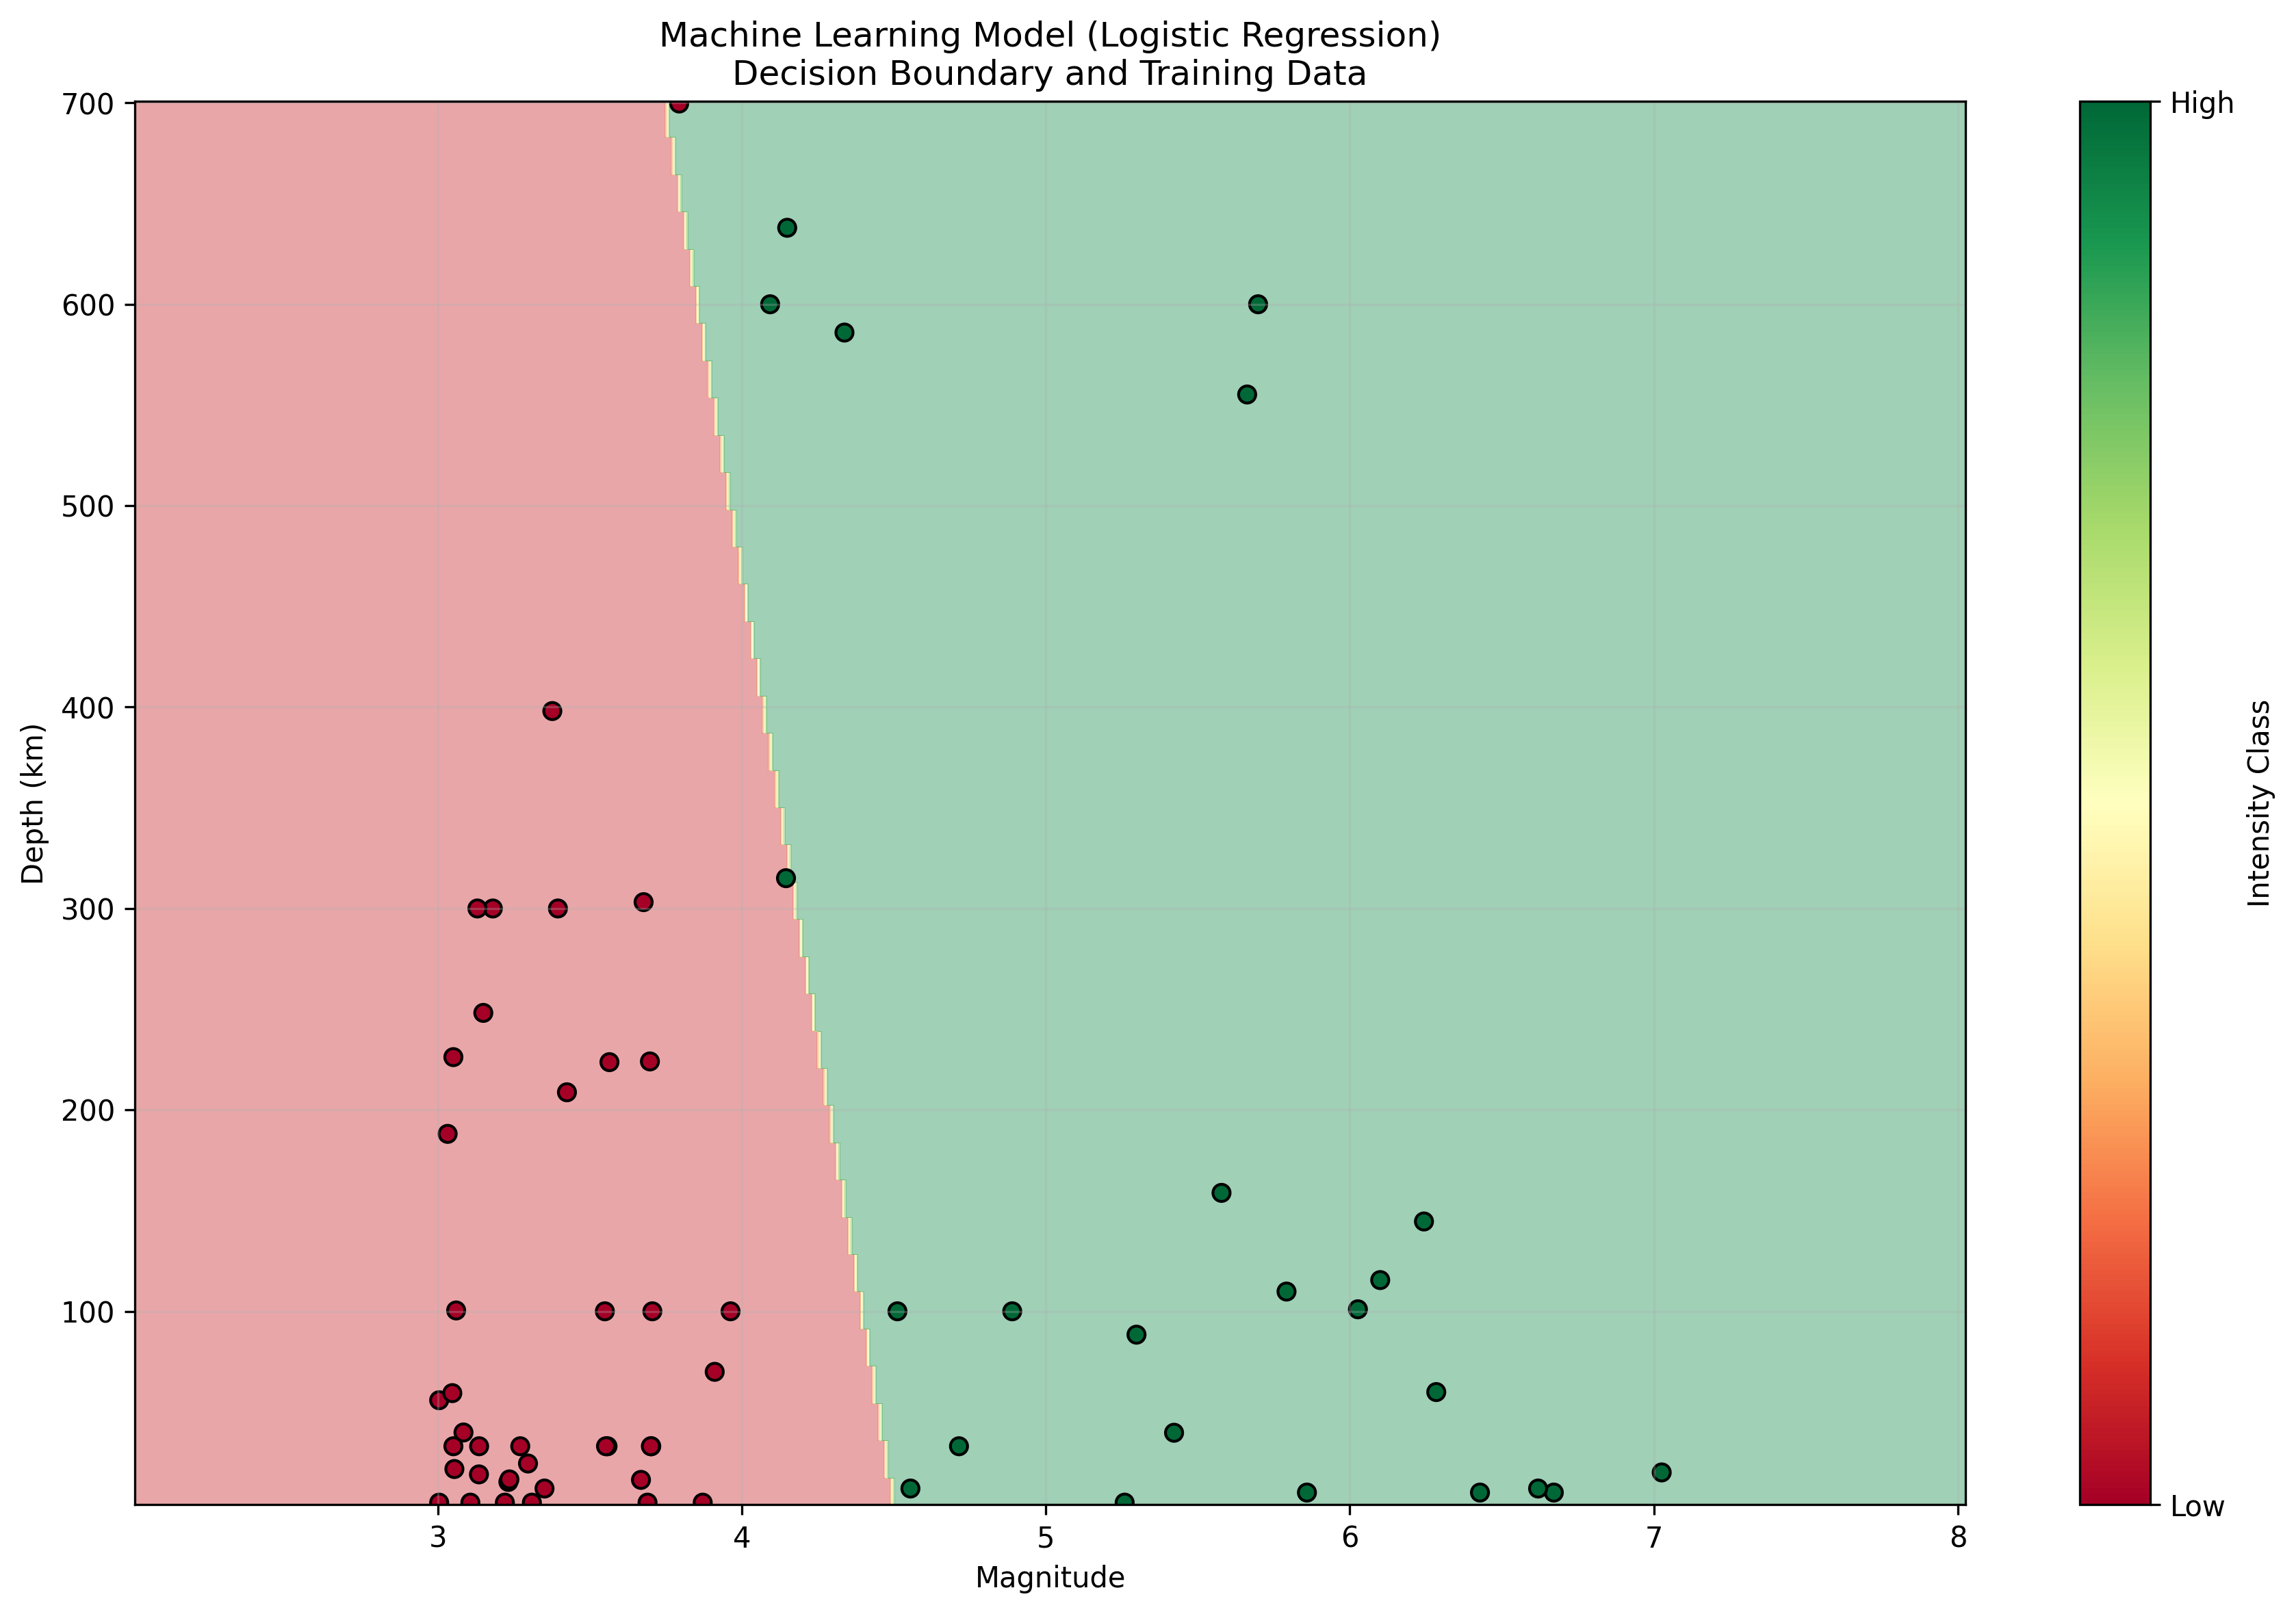 Machine Learning Model (Logistic Regression)
Decision Boundary and Training Data
700
600
500
400
300
200
100
Depth (km)
3
4
5
6
7
8
Magnitude
High
Low
Intensity Class